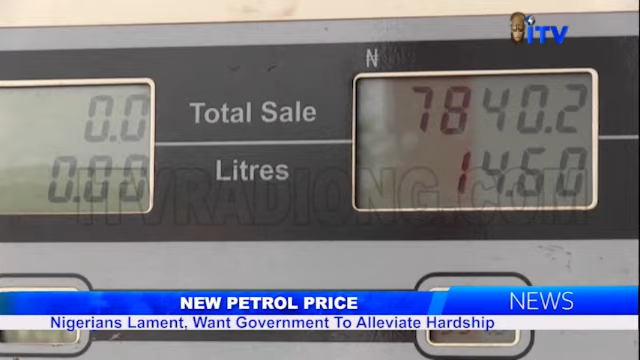 iTV
N
0.0 Total Sale 7840.2
0.00 Litres 14.60
ITVRADIONG.COM
NEW PETROL PRICE
NEWS
Nigerians Lament, Want Government To Alleviate Hardship